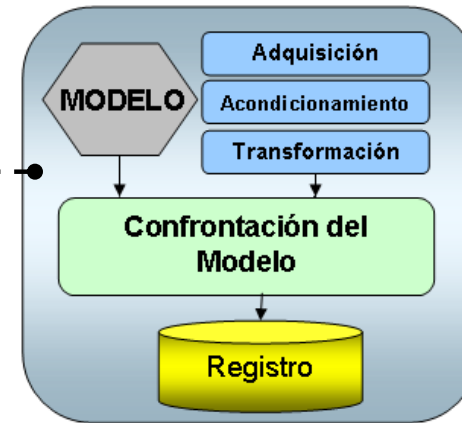 Adquisición
MODELO
Acondicionamiento
Transformación
Confrontación del
Modelo
Registro